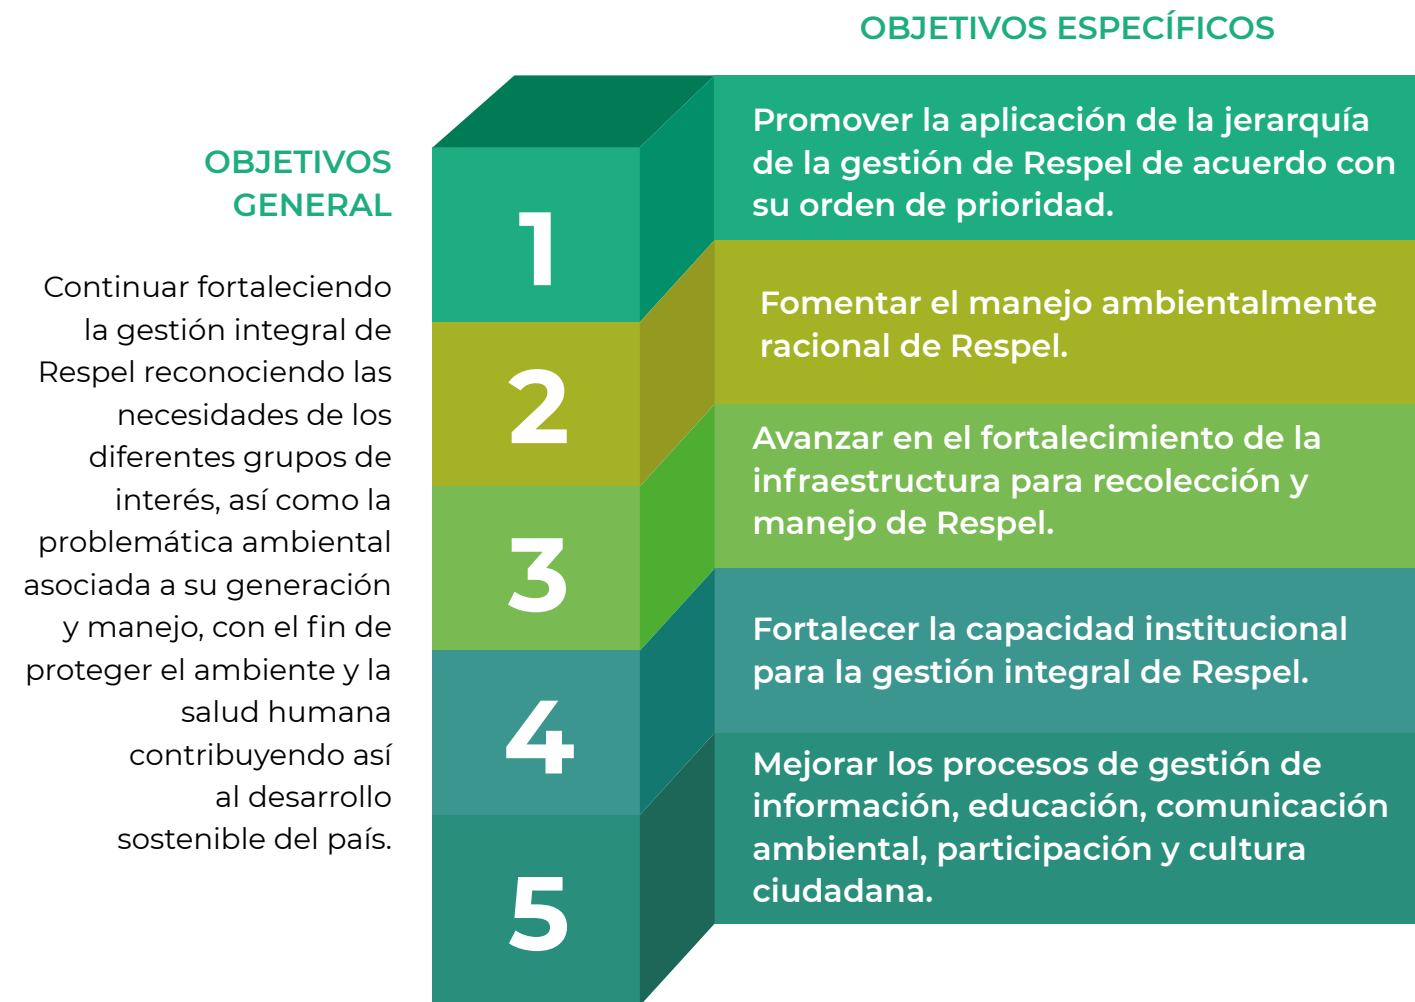 OBJETIVOS
GENERAL
Continuar fortaleciendo
la gestión integral de
Respel reconociendo las
necesidades de los
diferentes grupos de
interés, así como la
problemática ambiental
asociada a su generación
y manejo, con el fin de
proteger el ambiente y la
salud humana
contribuyendo así
al desarrollo
sostenible del país.
OBJETIVOS ESPECÍFICOS
1
Promover la aplicación de la jerarquía
de la gestión de Respel de acuerdo con
su orden de prioridad.
2
Fomentar el manejo ambientalmente
racional de Respel.
3
Avanzar en el fortalecimiento de la
infraestructura para recolección y
manejo de Respel.
4
Fortalecer la capacidad institucional
para la gestión integral de Respel.
5
Mejorar los procesos de gestión de
información, educación, comunicación
ambiental, participación y cultura
ciudadana.